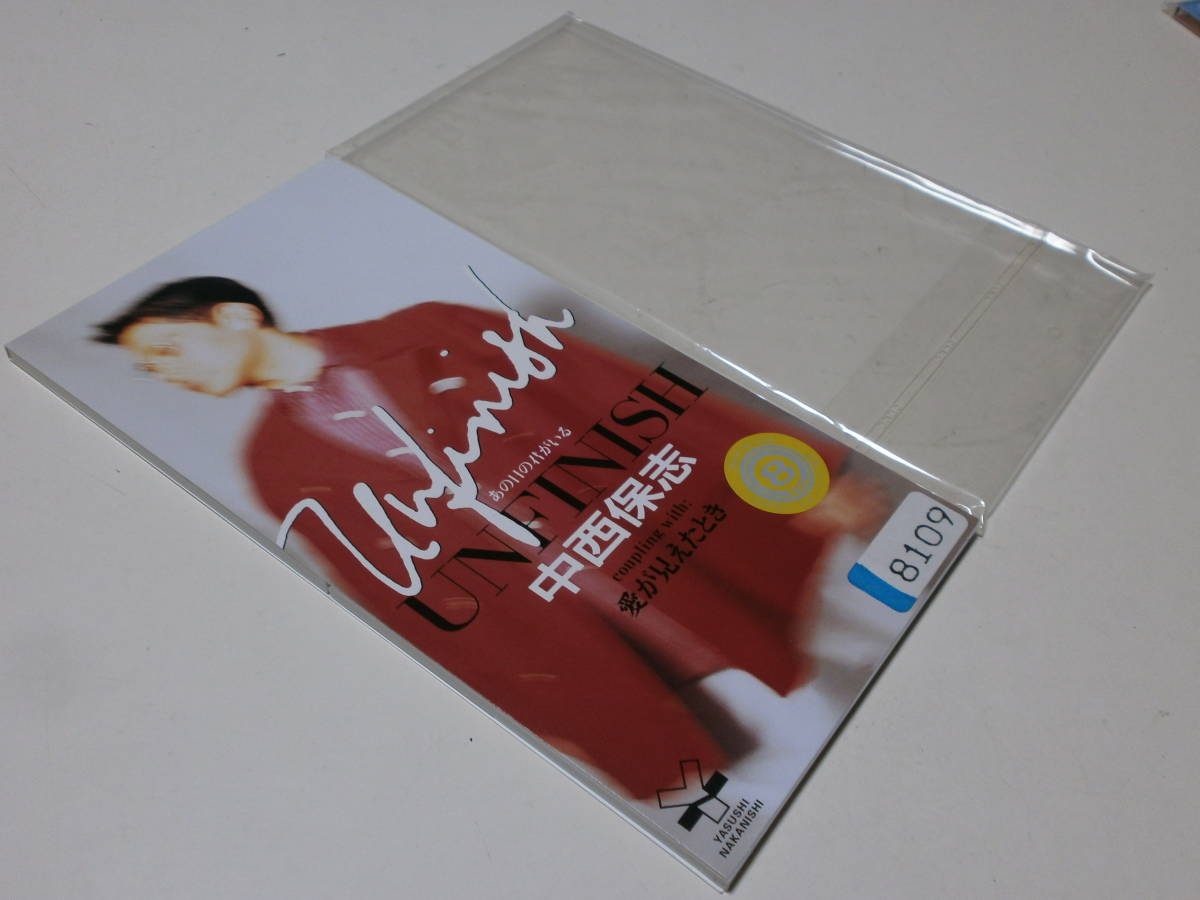 Unfinish
あの日の君がいる
UNFINISH
中西保志
coupling with:
愛が見えたとき
8
8109
YASUSHI
NAKANISHI